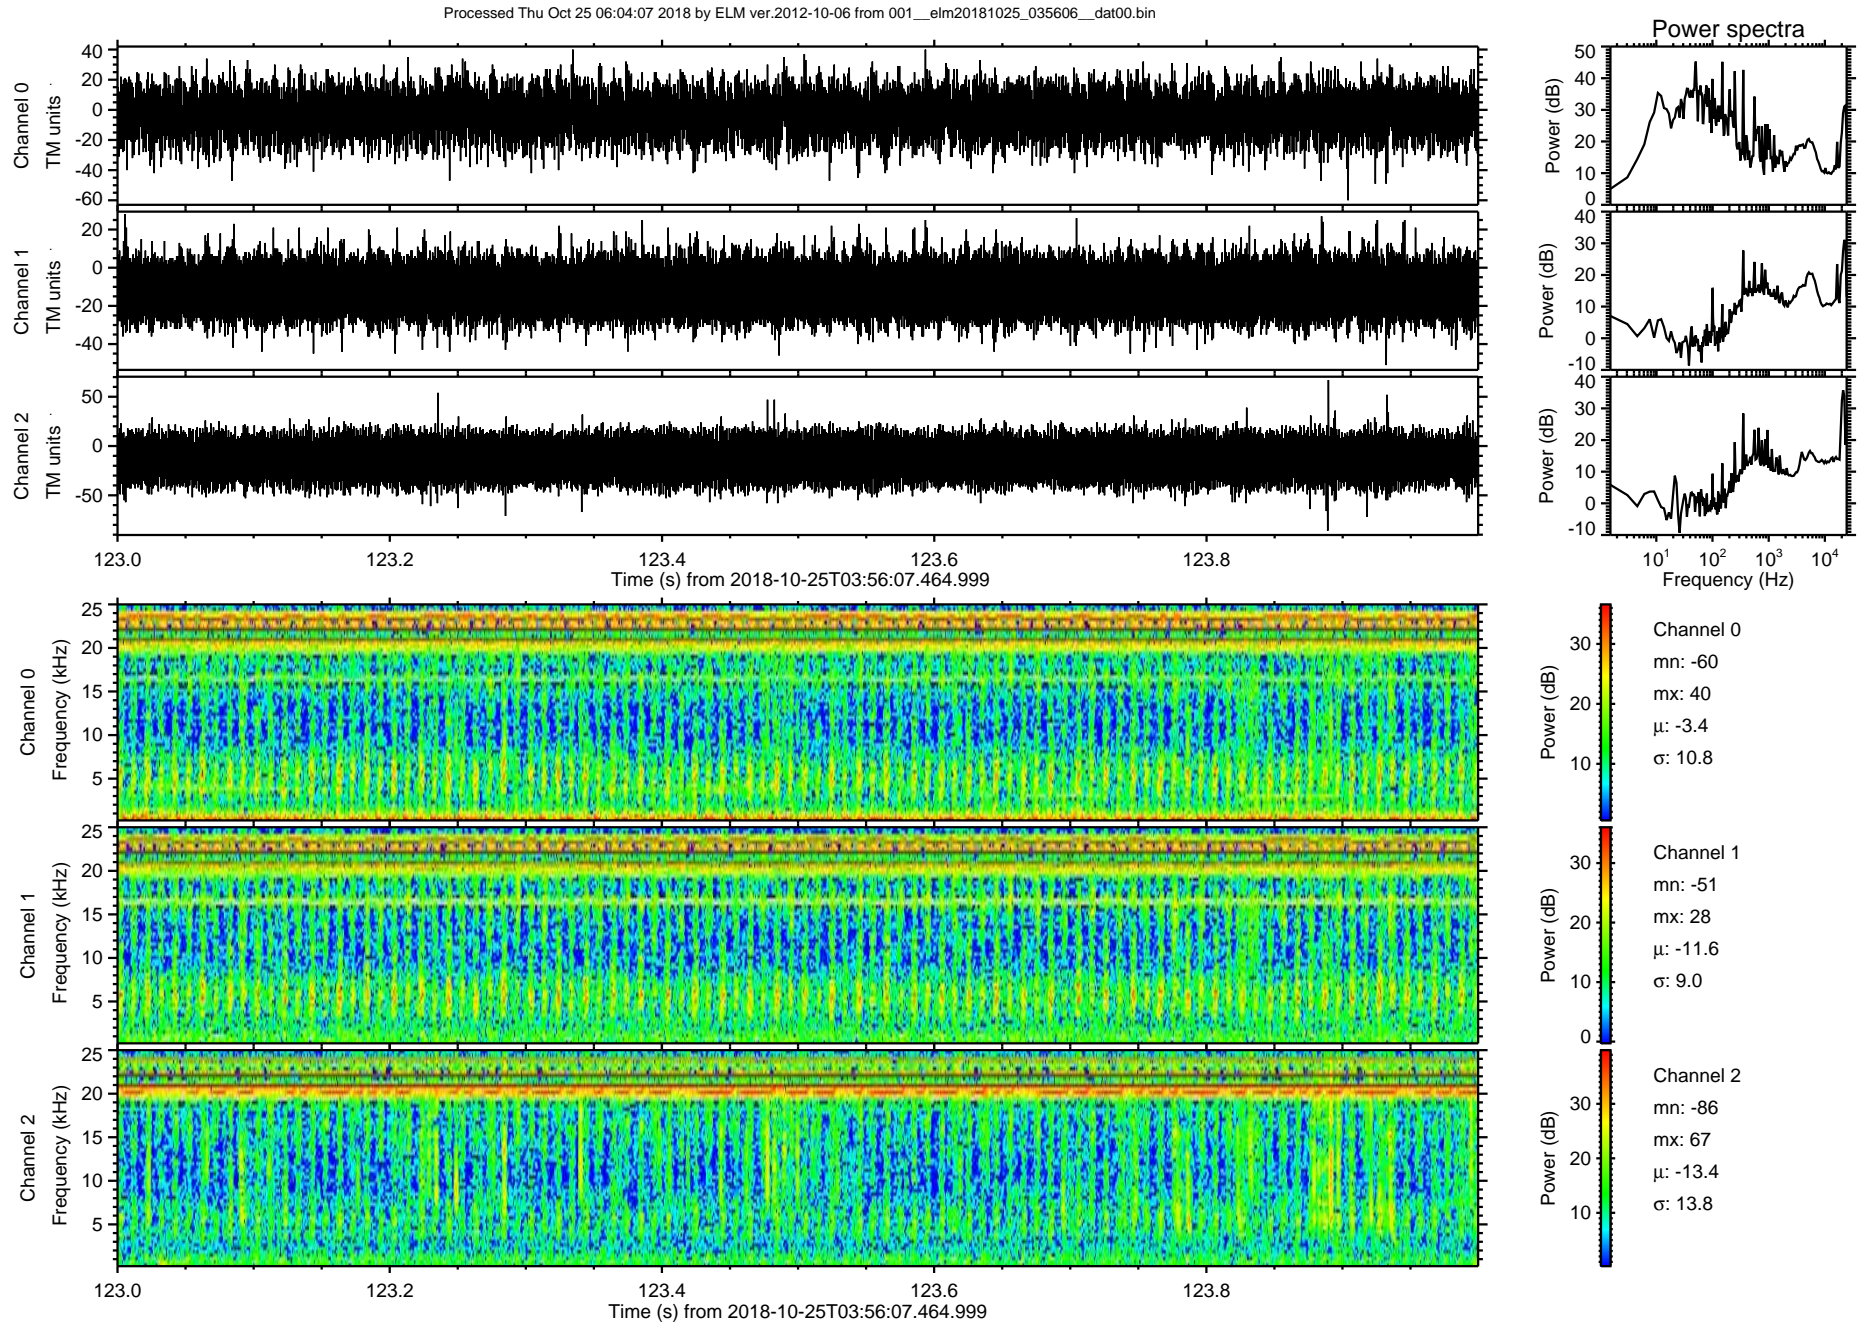 Processed Thu Oct 25 06:04:07 2018 by ELM ver.2012-10-06 from 001__elm20181025_035606__dat00.bin
Power spectra
Channel 0
TM units
40
20
0
-20
-40
-60
Power (dB)
50
40
30
20
10
0
Channel 1
TM units
20
0
-20
-40
Power (dB)
40
30
20
10
0
-10
Channel 2
TM units
50
0
-50
Power (dB)
40
30
20
10
0
-10
123.0 123.2 123.4 123.6 123.8
Time (s) from 2018-10-25T03:56:07.464.999
10^1 10^2 10^3 10^4
Frequency (Hz)
Channel 0
Frequency (kHz)
25
20
15
10
5
Power (dB)
30
20
10
Channel 0
mn: -60
mx: 40
μ: -3.4
σ: 10.8
Channel 1
Frequency (kHz)
25
20
15
10
5
Power (dB)
30
20
10
0
Channel 1
mn: -51
mx: 28
μ: -11.6
σ: 9.0
Channel 2
Frequency (kHz)
25
20
15
10
5
Power (dB)
30
20
10
Channel 2
mn: -86
mx: 67
μ: -13.4
σ: 13.8
123.0 123.2 123.4 123.6 123.8
Time (s) from 2018-10-25T03:56:07.464.999